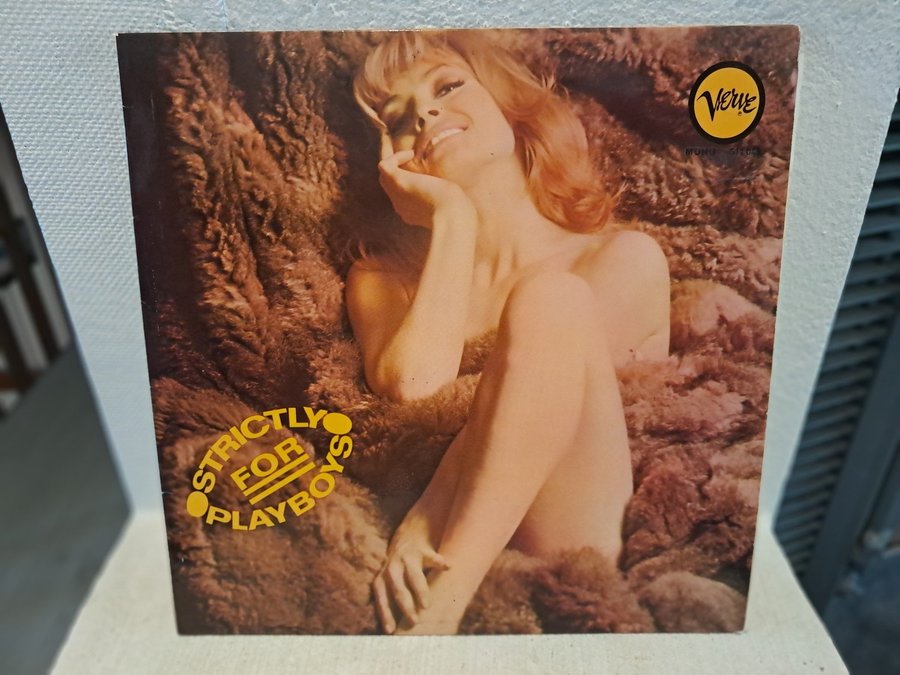 Verve
MONO
STRICTLY
FOR
PLAYBOYS